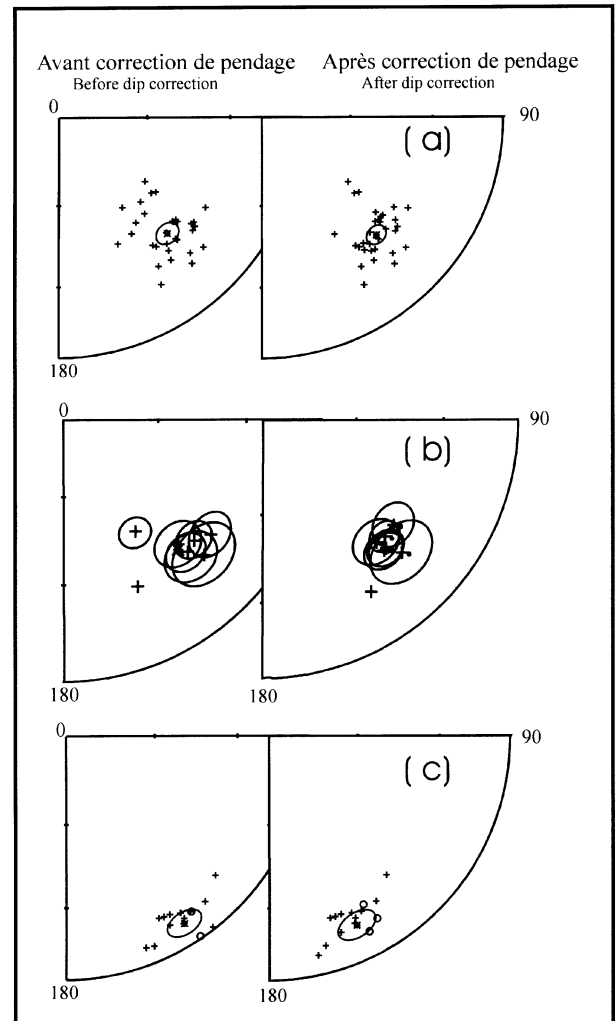 Avant correction de pendage
Before dip correction
Après correction de pendage
After dip correction
0
90
( a )
180
0
90
( b )
180
180
0
90
( c )
180
180